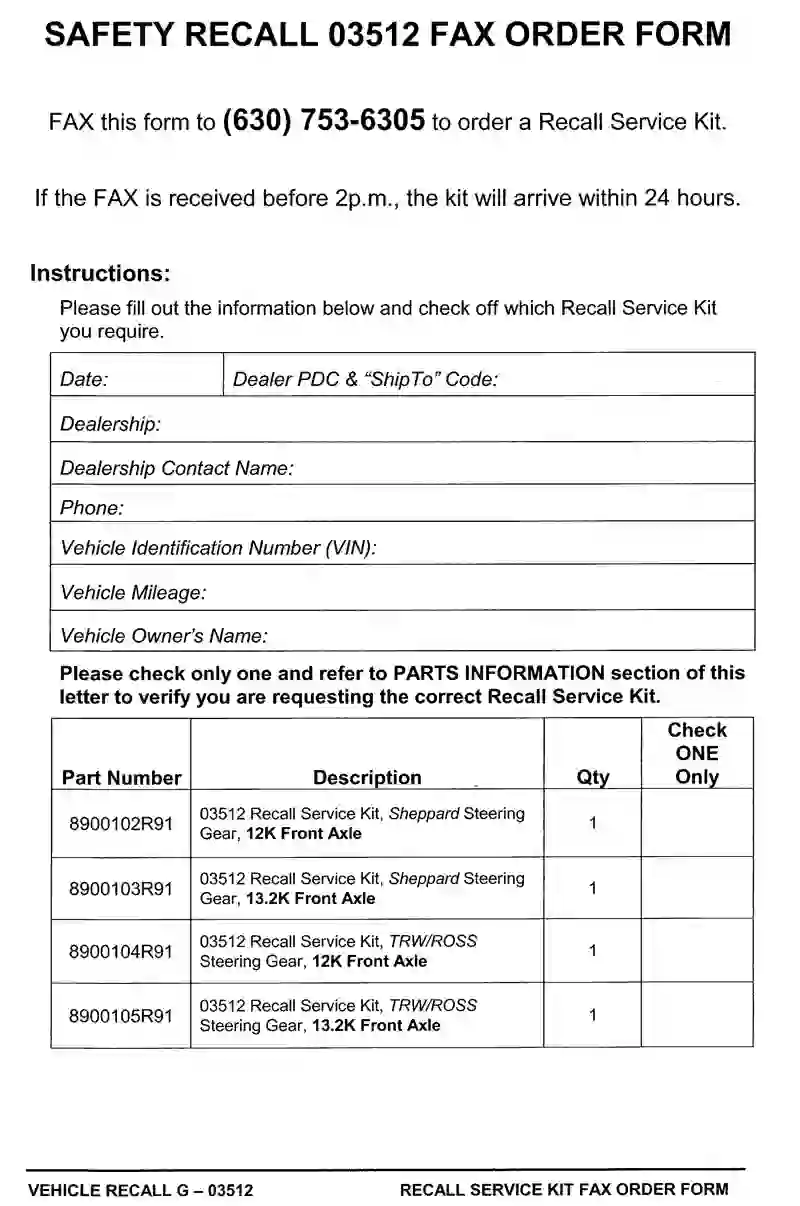 SAFETY RECALL 03512 FAX ORDER FORM
FAX this form to (630) 753-6305 to order a Recall Service Kit.
If the FAX is received before 2p.m., the kit will arrive within 24 hours.
Instructions:
Please fill out the information below and check off which Recall Service Kit
you require.
Date: Dealer PDC & “ShipTo” Code:
Dealership:
Dealership Contact Name:
Phone:
Vehicle Identification Number (VIN):
Vehicle Mileage:
Vehicle Owner's Name:
Please check only one and refer to PARTS INFORMATION section of this
letter to verify you are requesting the correct Recall Service Kit.
Part Number Description Qty Check
ONE
Only
8900102R91 03512 Recall Service Kit, Sheppard Steering
Gear, 12K Front Axle 1
8900103R91 03512 Recall Service Kit, Sheppard Steering
Gear, 13.2K Front Axle 1
8900104R91 03512 Recall Service Kit, TRW/ROSS
Steering Gear, 12K Front Axle 1
8900105R91 03512 Recall Service Kit, TRW/ROSS
Steering Gear, 13.2K Front Axle 1
VEHICLE RECALL G – 03512 RECALL SERVICE KIT FAX ORDER FORM